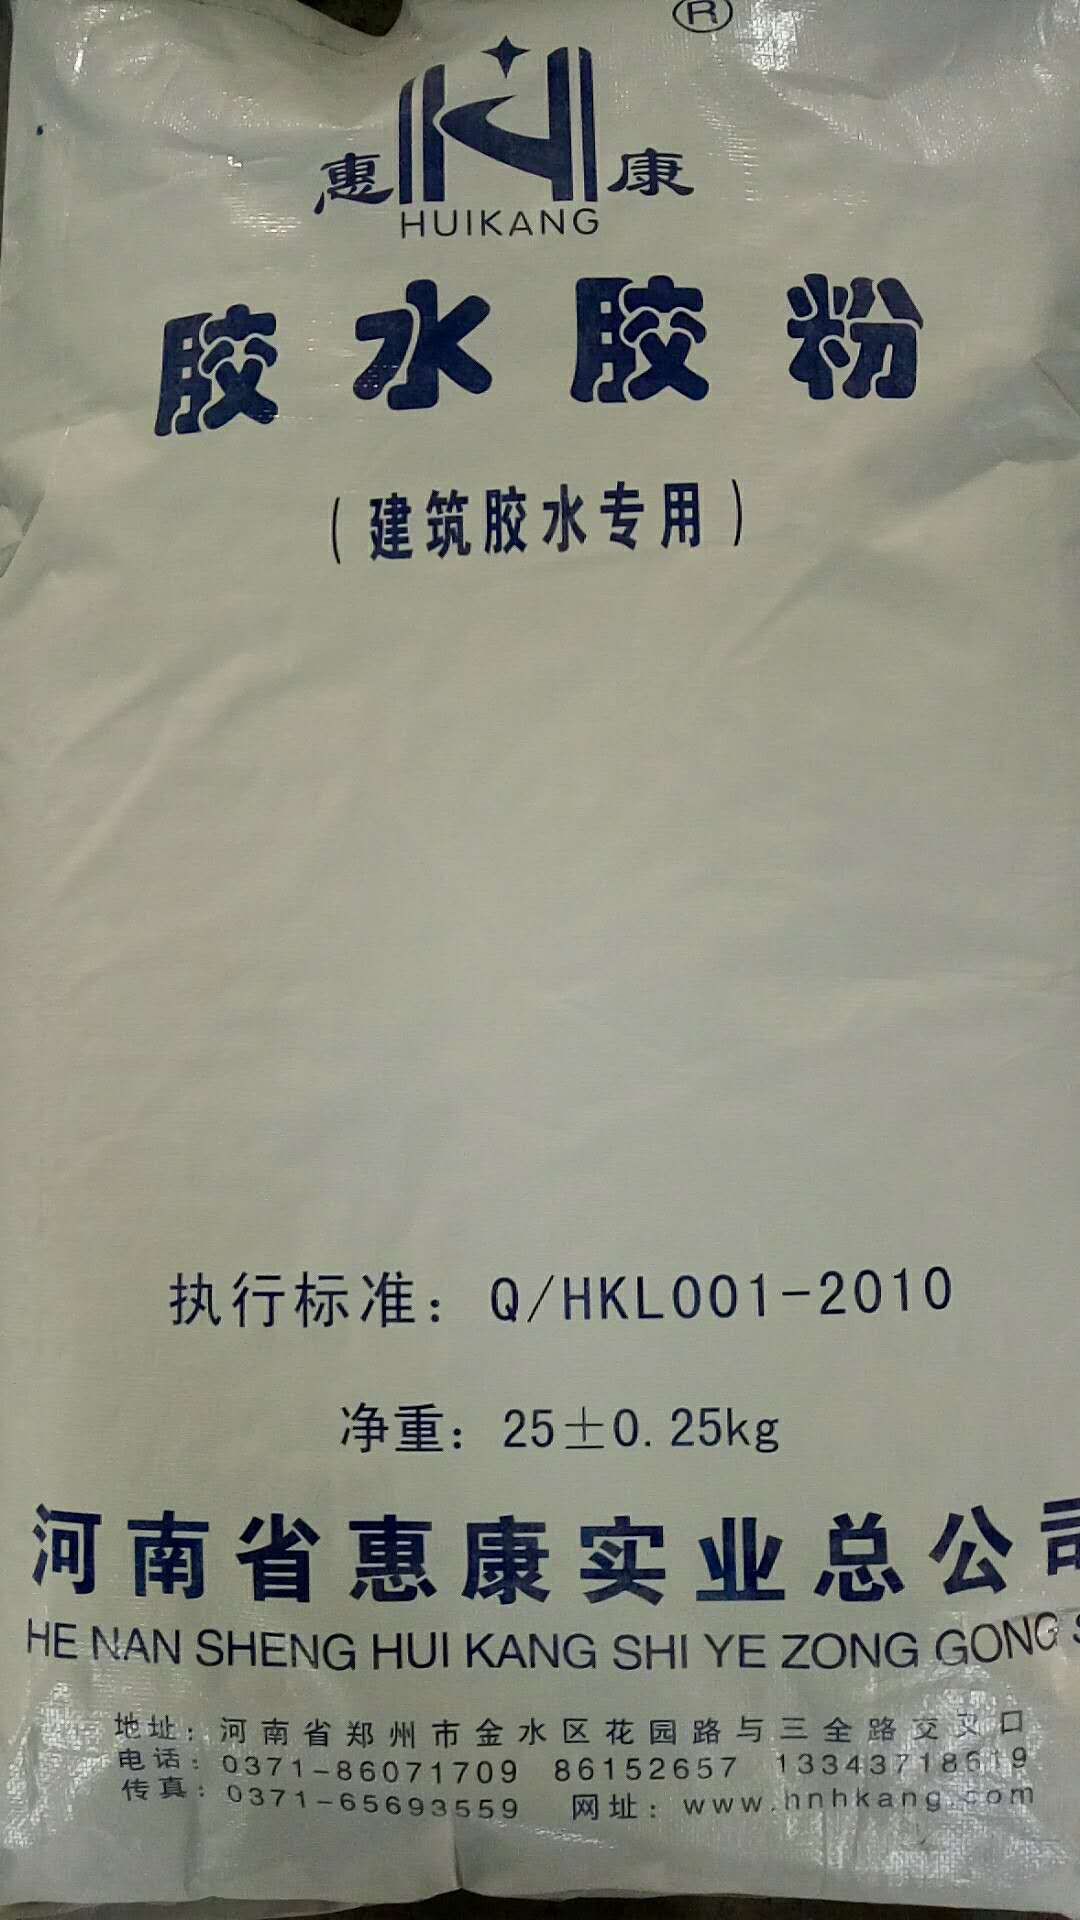 ®
惠康
HUIKANG
胶水胶粉
(建筑胶水专用)
执行标准：Q/HKL001-2010
净重：25±0.25kg
河南省惠康实业总公司
HE NAN SHENG HUI KANG SHI YE ZONG GONG S
地址：河南省郑州市金水区花园路与三全路交叉口
电话：0371-86071709 86152657 13343718619
传真：0371-65693559 网址：www.hnhkang.com